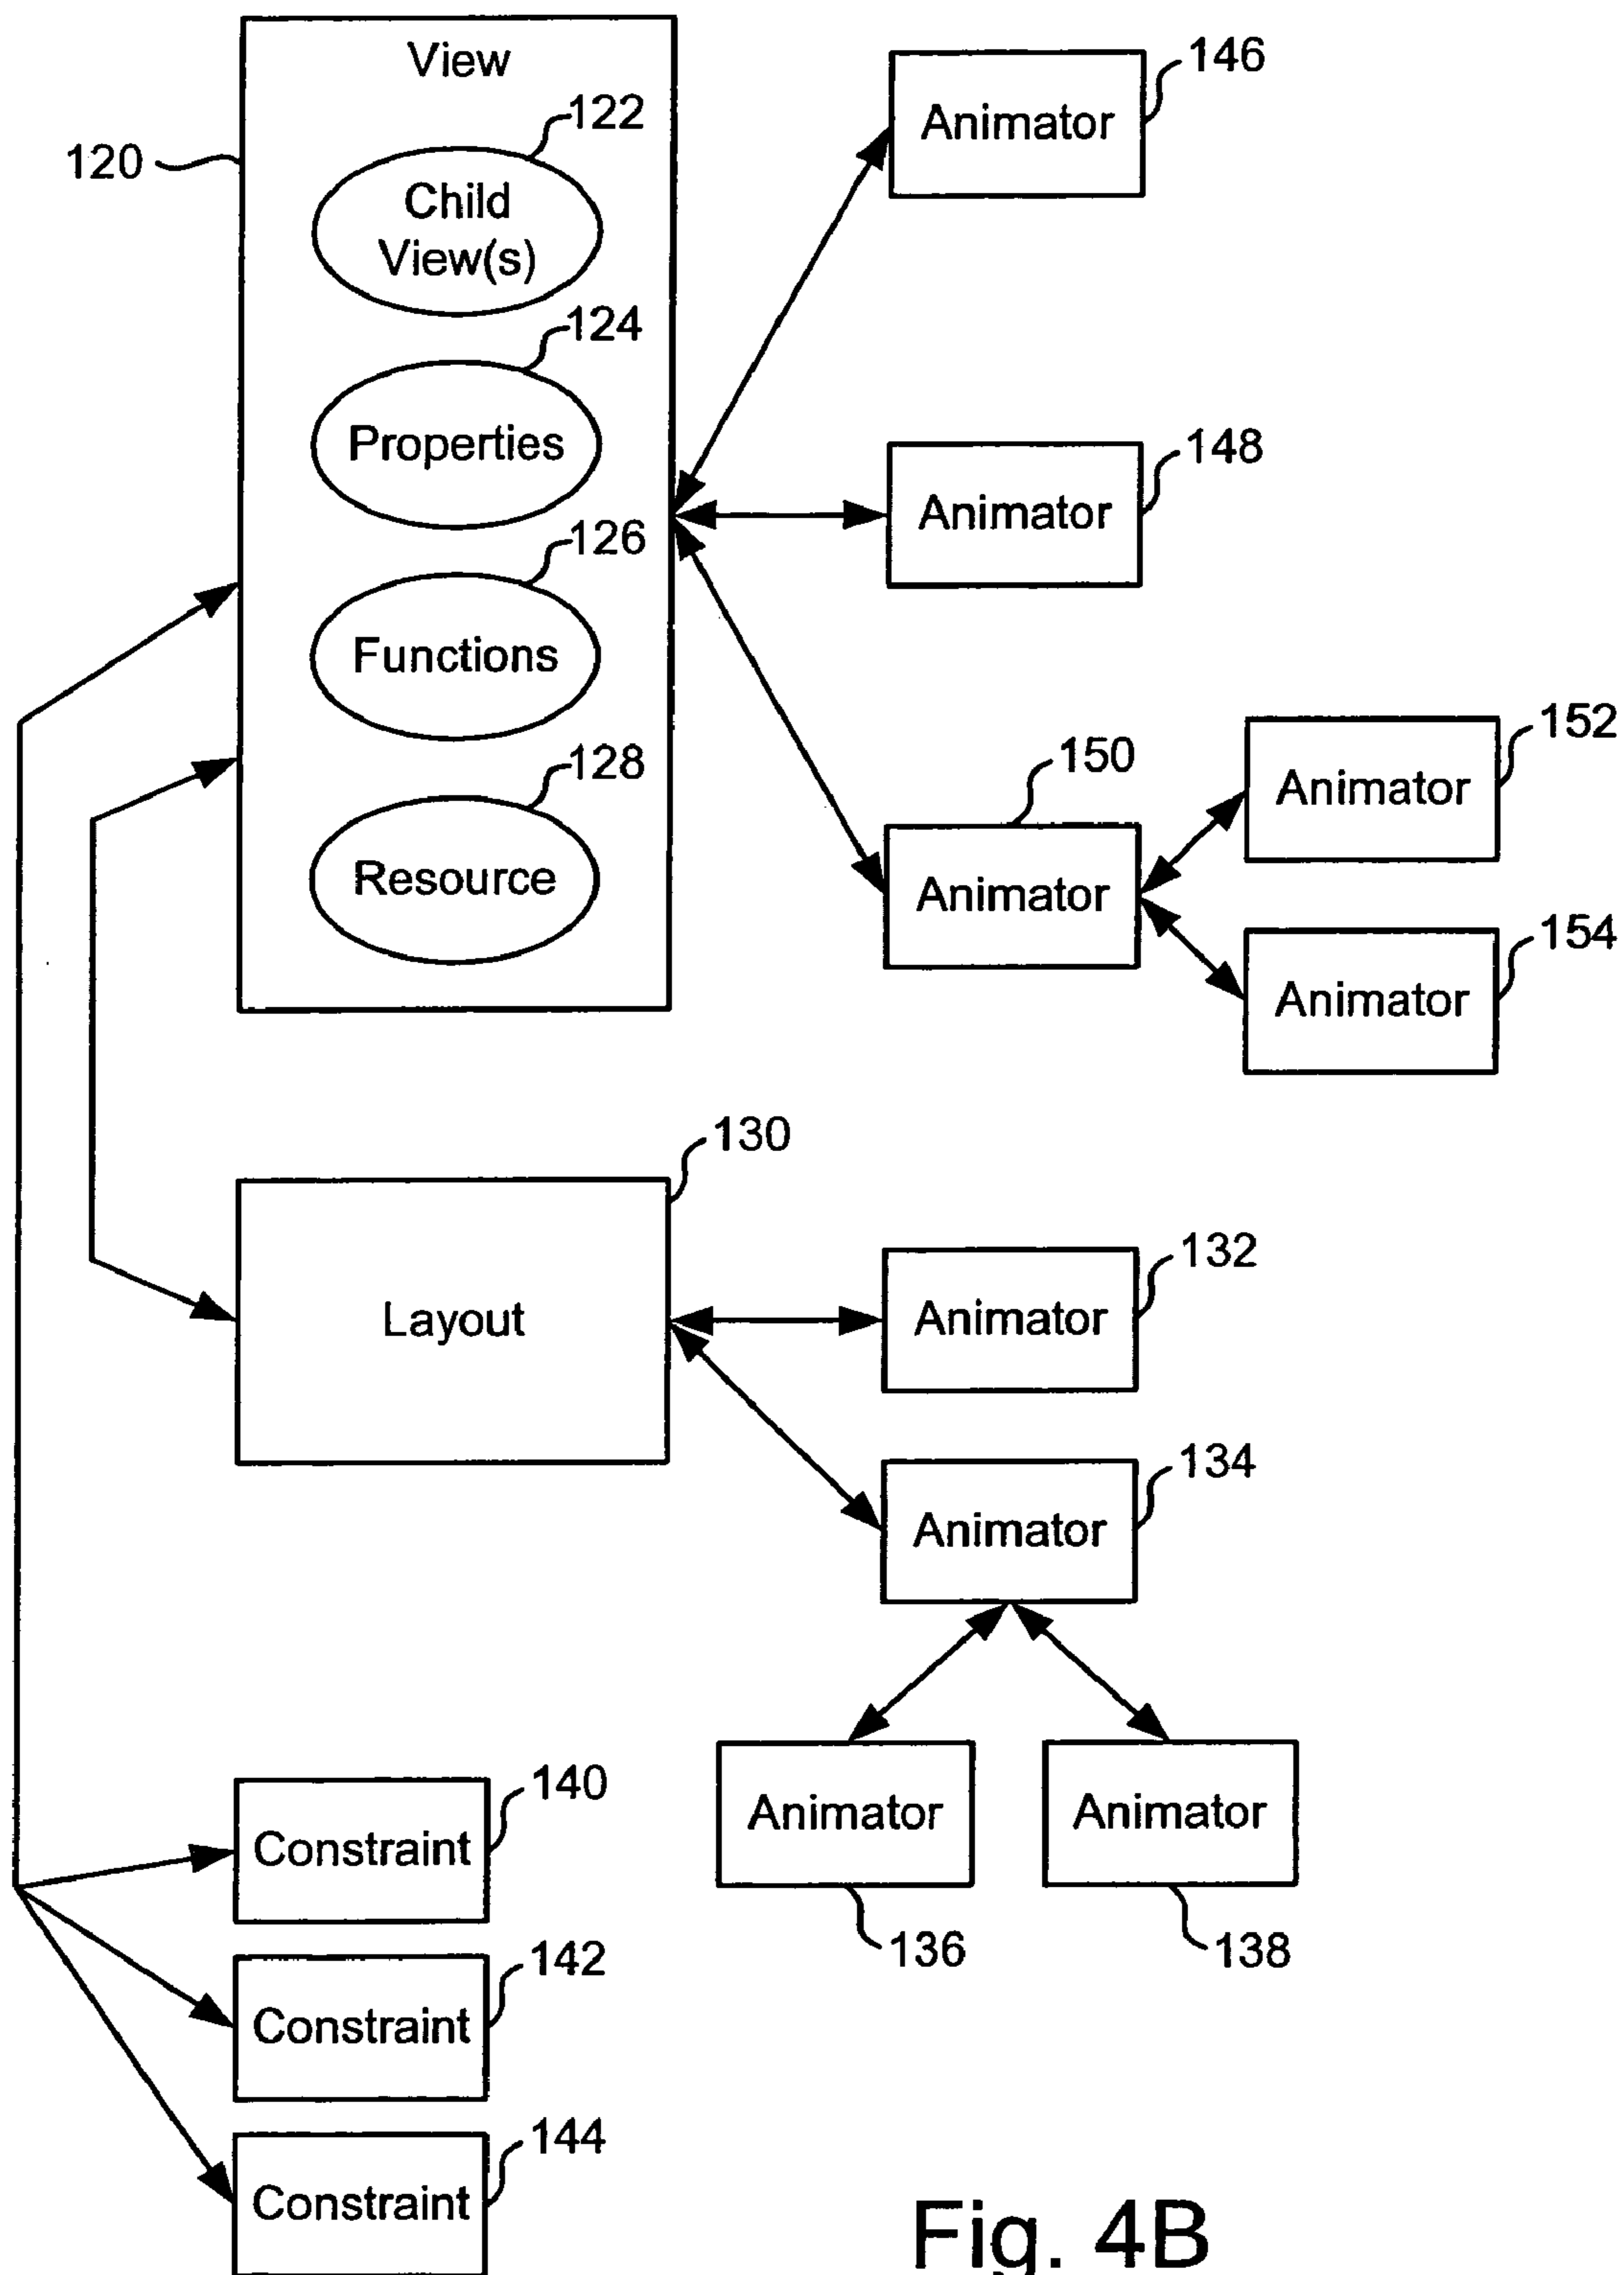 View
120
122
Child
View(s)
124
Properties
126
Functions
128
Resource
146
Animator
148
Animator
150
Animator
152
Animator
154
Animator
130
Layout
132
Animator
134
Animator
Animator
136
Animator
138
140
Constraint
142
Constraint
144
Constraint
Fig. 4B